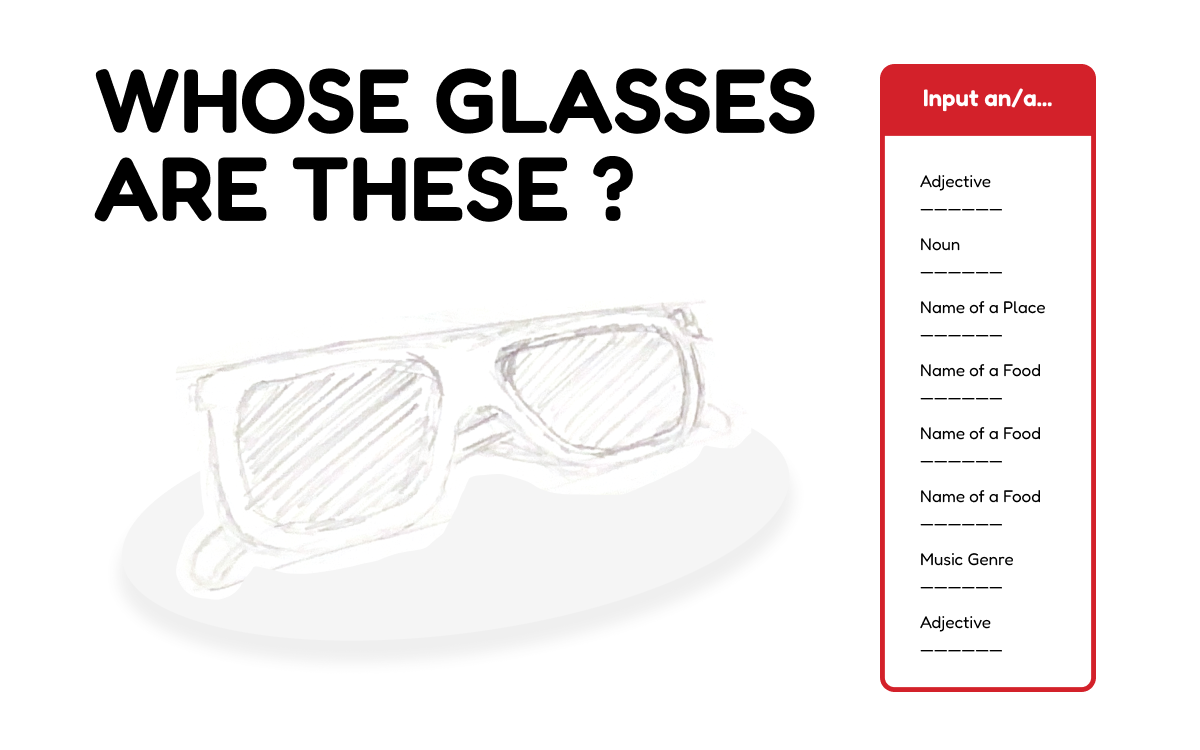 WHOSE GLASSES
ARE THESE ?
Input an/a...
Adjective
——————
Noun
——————
Name of a Place
——————
Name of a Food
——————
Name of a Food
——————
Name of a Food
——————
Music Genre
——————
Adjective
——————